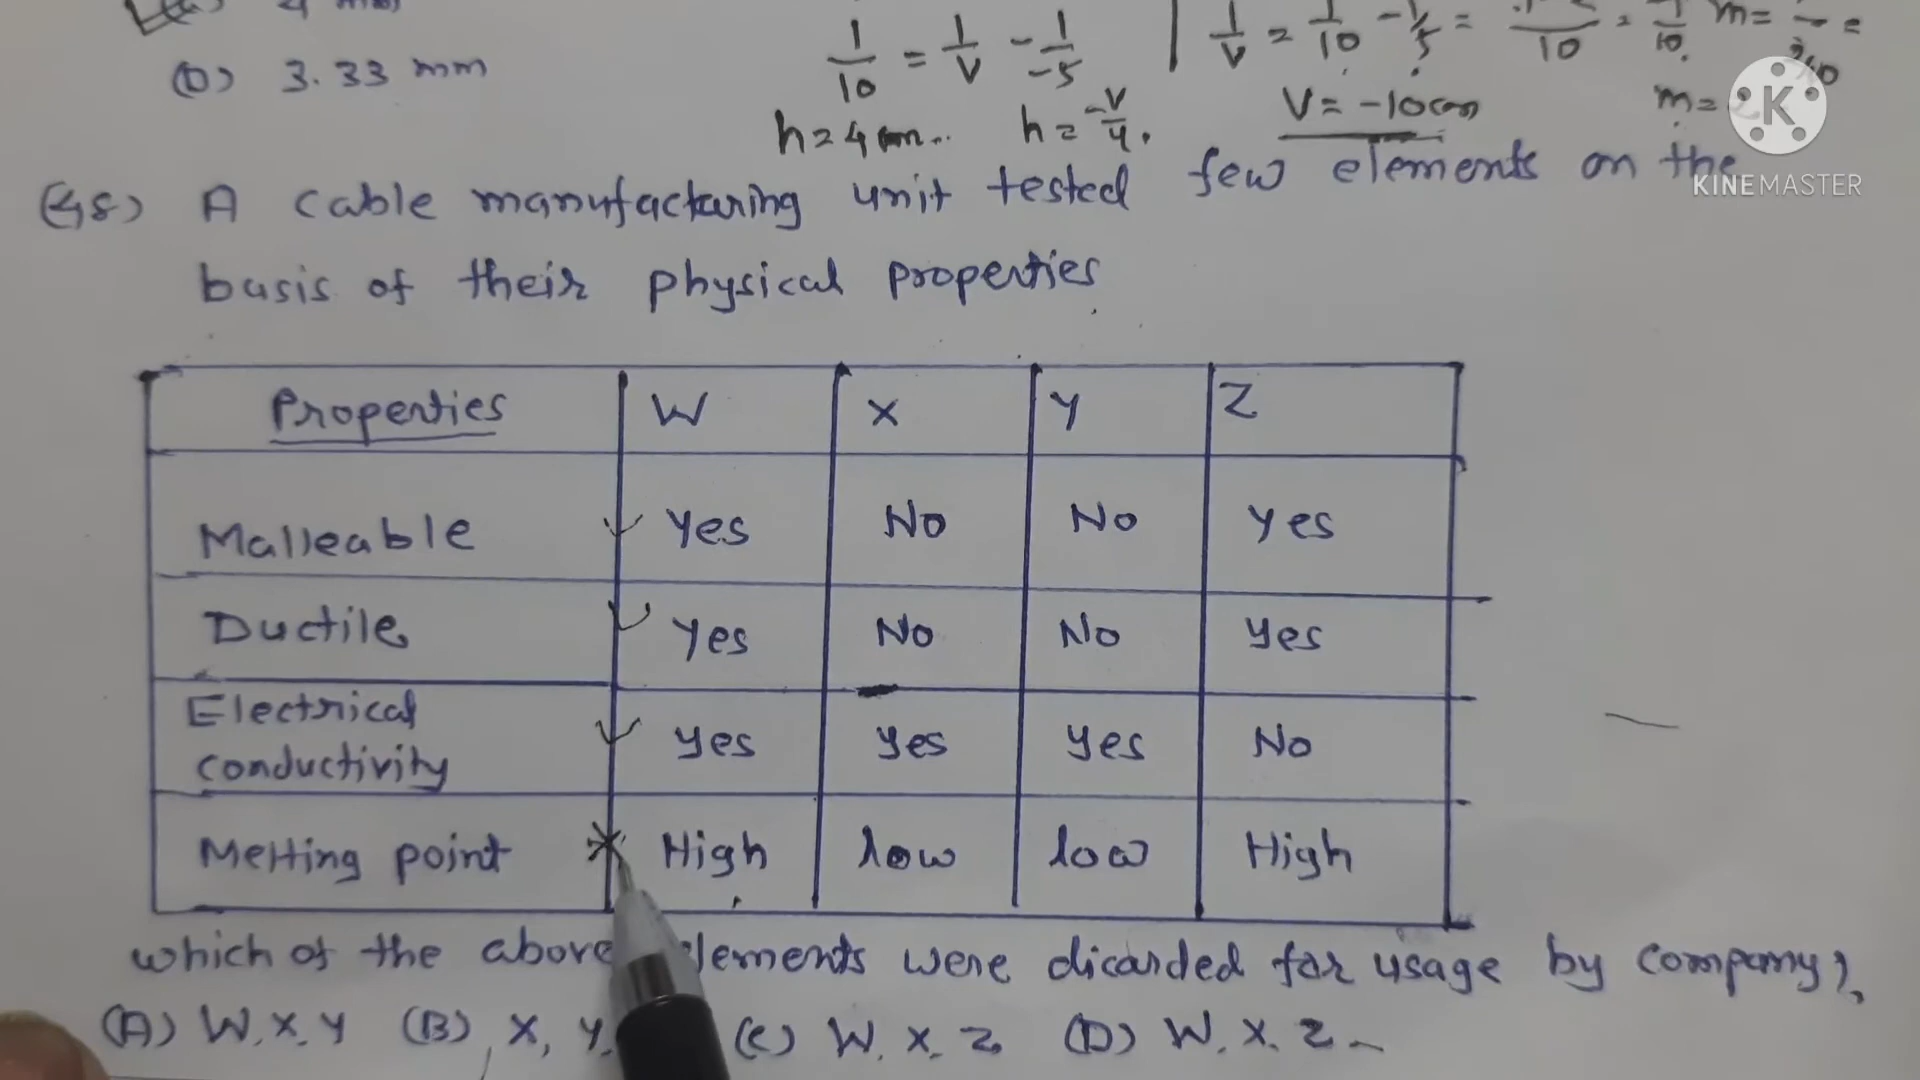 4 mm
(D) 3.33 mm
1/10 = 1/v - 1/-5
1/v = 1/10 - 1/5 =
10
m =
h=4cm.. h= -v/4.
V = -10cm
m=
K
KINEMASTER
(48) A cable manufacturing unit tested few elements on the
basis of their physical properties
Properties W X Y Z
Malleable Yes No No Yes
Ductile Yes No No Yes
Electrical
conductivity Yes Yes Yes No
Melting point High low low High
which of the above elements were dicarded for usage by company?
(A) W, X, Y (B) X, Y, (C) W, X, Z (D) W, X, Z